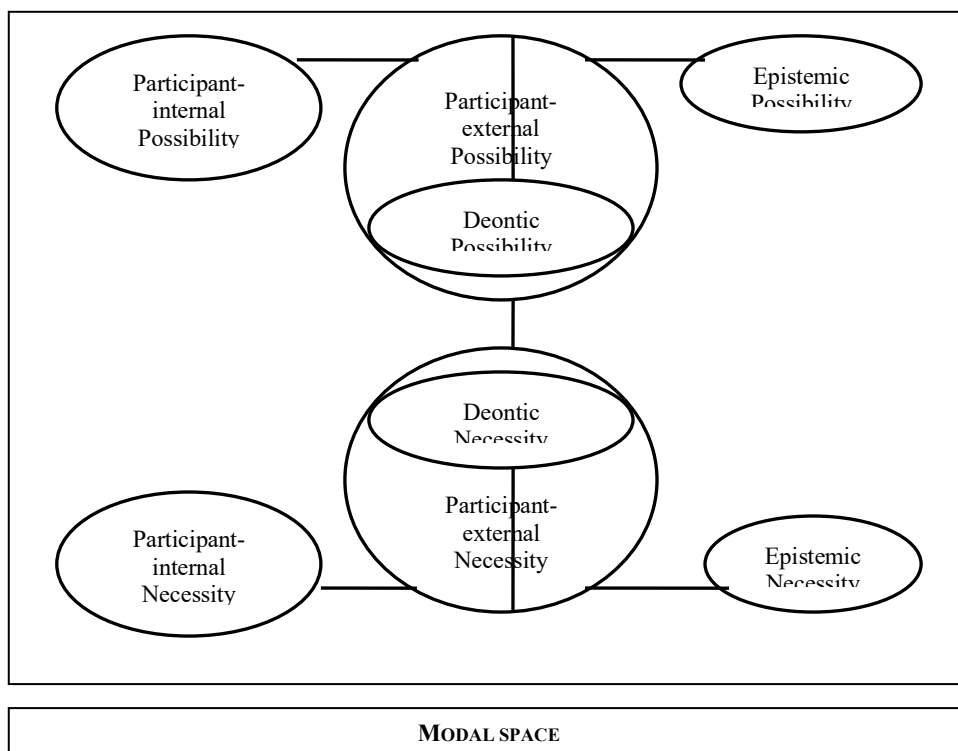 Participant-
internal
Possibility
Participant-
external
Possibility
Epistemic
Possibility
Deontic
Possibility
Deontic
Necessity
Participant-
internal
Necessity
Participant-
external
Necessity
Epistemic
Necessity
MODAL SPACE